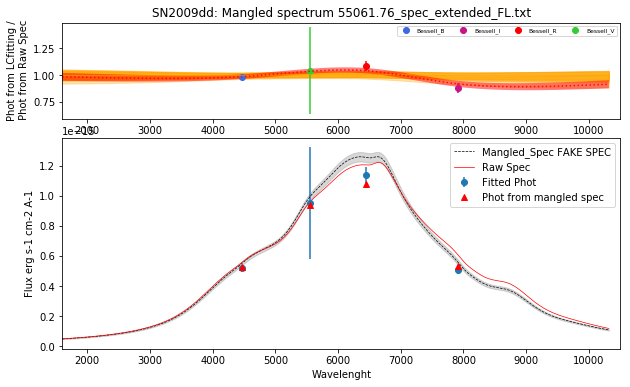 SN2009dd: Mangled spectrum 55061.76_spec_extended_FL.txt
Phot from LCfitting /
Phot from Raw Spec
1.25
1.00
0.75
Bessell_B
Bessell_I
Bessell_R
Bessell_V
2000 3000 4000 5000 6000 7000 8000 9000 10000
Flux erg s-1 cm-2 A-1
1.2
1.0
0.8
0.6
0.4
0.2
0.0
Mangled_Spec FAKE SPEC
Raw Spec
Fitted Phot
Phot from mangled spec
2000 3000 4000 5000 6000 7000 8000 9000 10000
Wavelenght